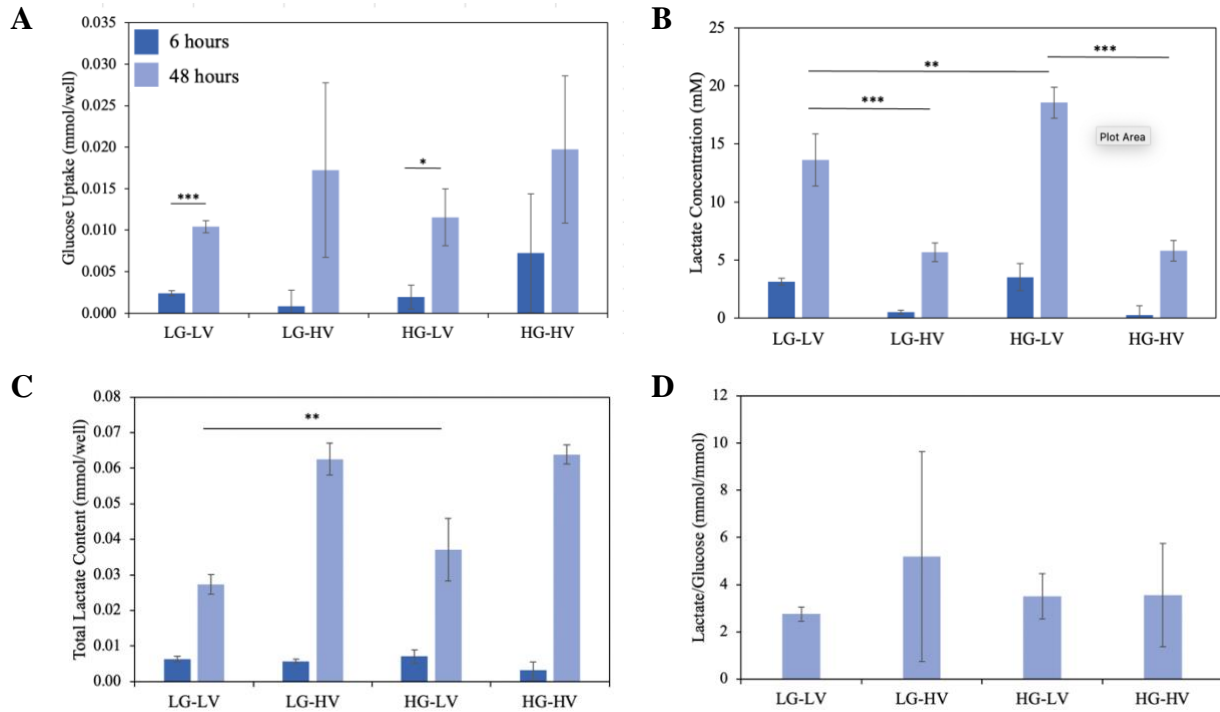 A
Glucose Uptake (mmol/well)
0.035
0.030
0.025
0.020
0.015
0.010
0.005
0.000
6 hours
48 hours
***
*
LG-LV LG-HV HG-LV HG-HV
B
Lactate Concentration (mM)
25
20
15
10
5
0
***
**
***
Plot Area
LG-LV LG-HV HG-LV HG-HV
C
Total Lactate Content (mmol/well)
0.08
0.07
0.06
0.05
0.04
0.03
0.02
0.01
0.00
**
LG-LV LG-HV HG-LV HG-HV
D
Lactate/Glucose (mmol/mmol)
12
10
8
6
4
2
0
LG-LV LG-HV HG-LV HG-HV